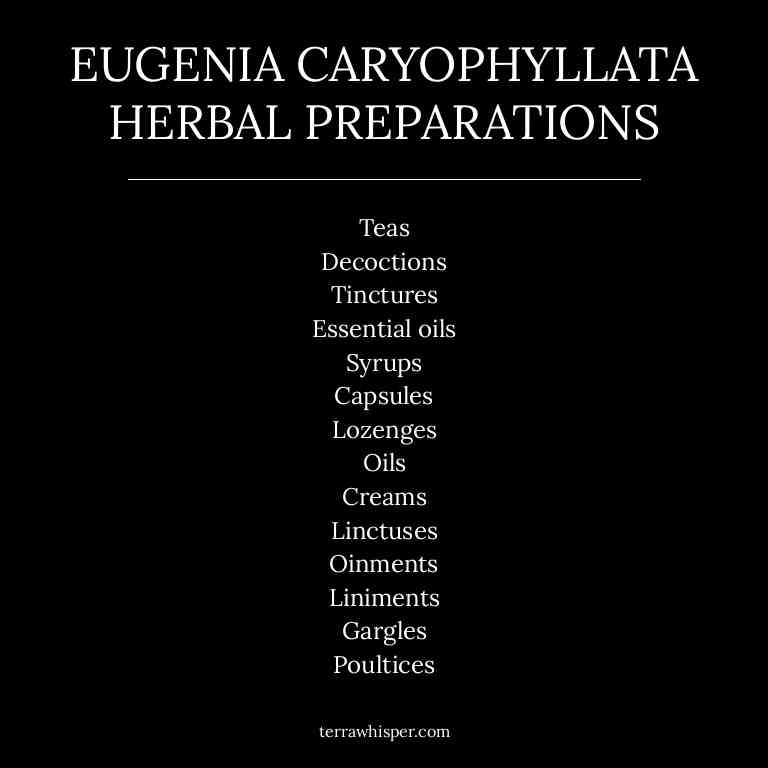 EUGENIA CARYOPHYLLATA
HERBAL PREPARATIONS
Teas
Decoctions
Tinctures
Essential oils
Syrups
Capsules
Lozenges
Oils
Creams
Linctuses
Oinments
Liniments
Gargles
Poultices
terrawhisper.com